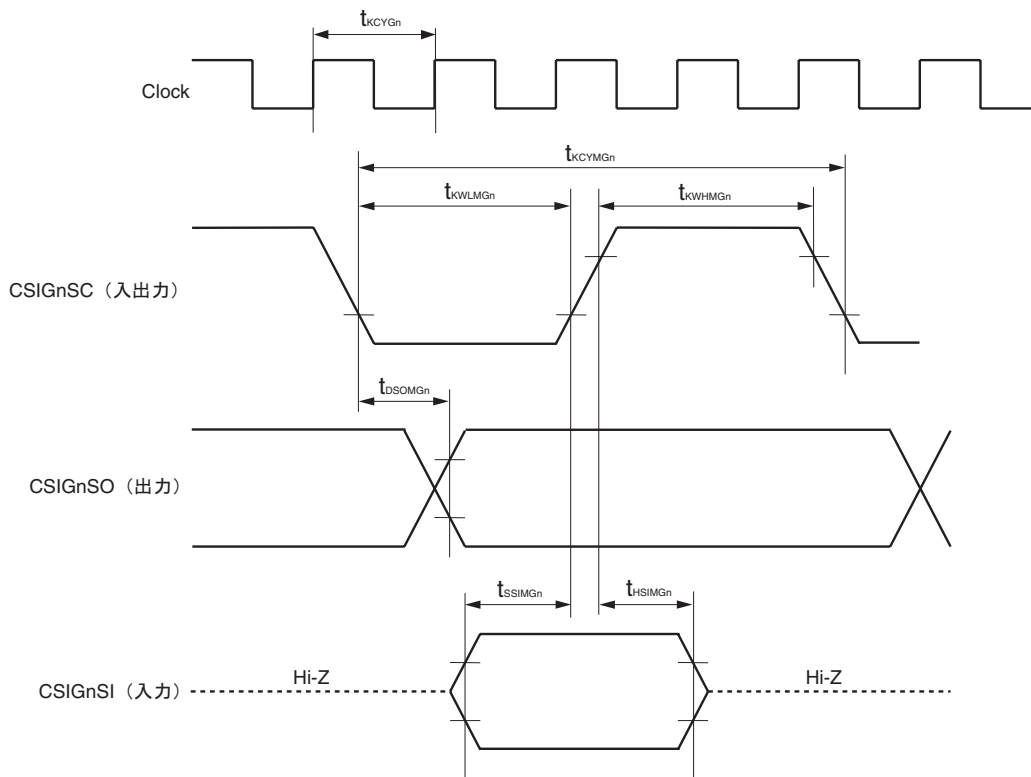 tKCYGn
Clock
tKCYMGn
tKWLMGn
tKWHMGn
CSIGnSC（入出力）
tDSOMGn
CSIGnSO（出力）
tSSIMGn
tHSIMGn
CSIGnSI（入力）
Hi-Z
Hi-Z